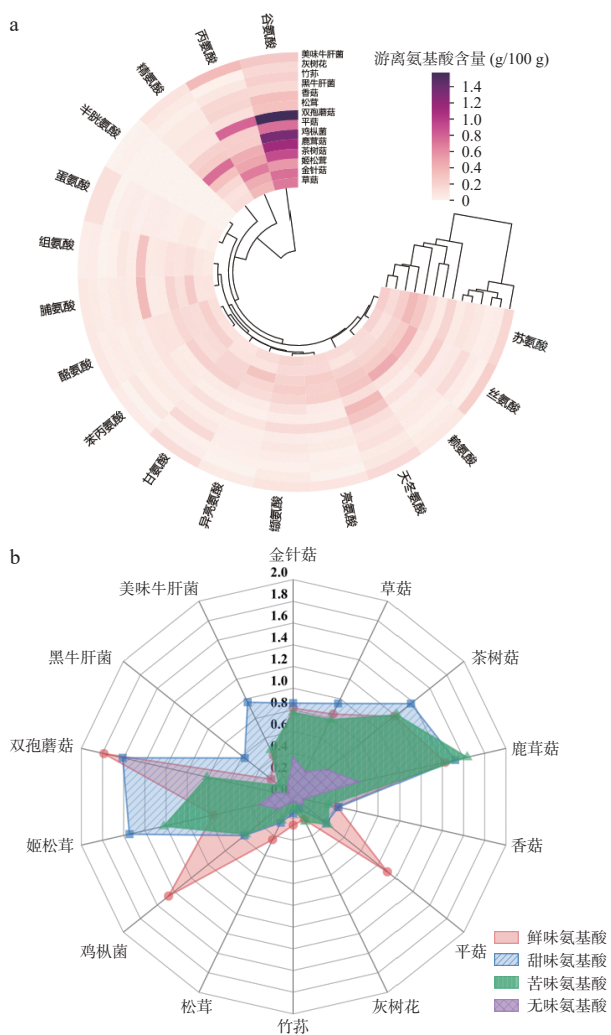 a
谷氨酸
丙氨酸
精氨酸
半胱氨酸
蛋氨酸
组氨酸
脯氨酸
酪氨酸
苯丙氨酸
甘氨酸
异亮氨酸
缬氨酸
亮氨酸
天冬氨酸
赖氨酸
丝氨酸
苏氨酸
美味牛肝菌
灰树花
竹荪
黑牛肝菌
香菇
松茸
双孢蘑菇
平菇
鸡枞菌
鹿茸菇
茶树菇
姬松茸
金针菇
草菇
游离氨基酸含量 (g/100 g)
1.4
1.2
1.0
0.8
0.6
0.4
0.2
0
b
金针菇
草菇
茶树菇
鹿茸菇
香菇
平菇
灰树花
竹荪
松茸
鸡枞菌
姬松茸
双孢蘑菇
黑牛肝菌
美味牛肝菌
2.0
1.8
1.6
1.4
1.2
1.0
0.8
0.6
0.4
0.2
鲜味氨基酸
甜味氨基酸
苦味氨基酸
无味氨基酸